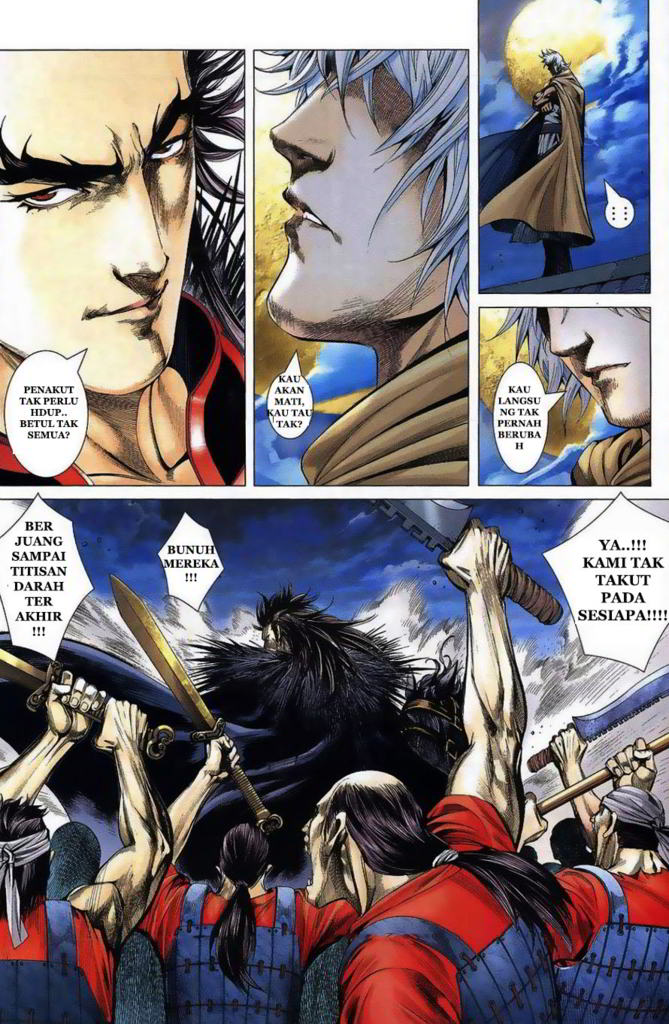 . .
. .
. .
KAU
LANGSU
NG TAK
PERNAH
BERUBA
H
KAU
AKAN
MATI,
KAU TAU
TAK?
PENAKUT
TAK PERLU
HDUP..
BETUL TAK
SEMUA?
YA..!!!
KAMI TAK
TAKUT
PADA
SESIAPA!!!!
BUNUH
MEREKA
!!!
BER
JUANG
SAMPAI
TITISAN
DARAH
TER
AKHIR
!!!